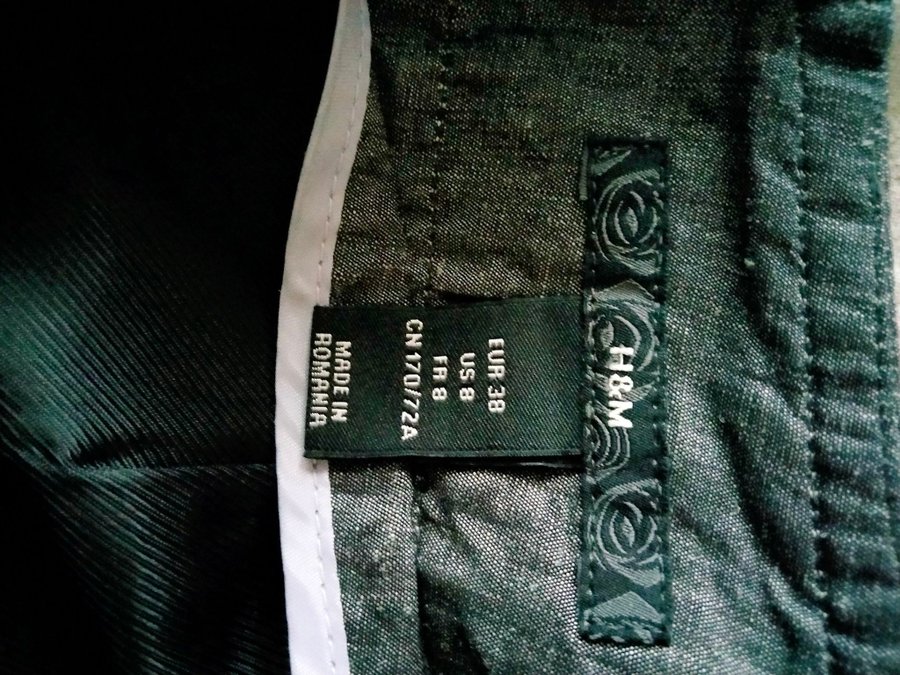 H&M
EUR 38
US 8
FR 8
CN 170/72A
MADE IN
ROMANIA